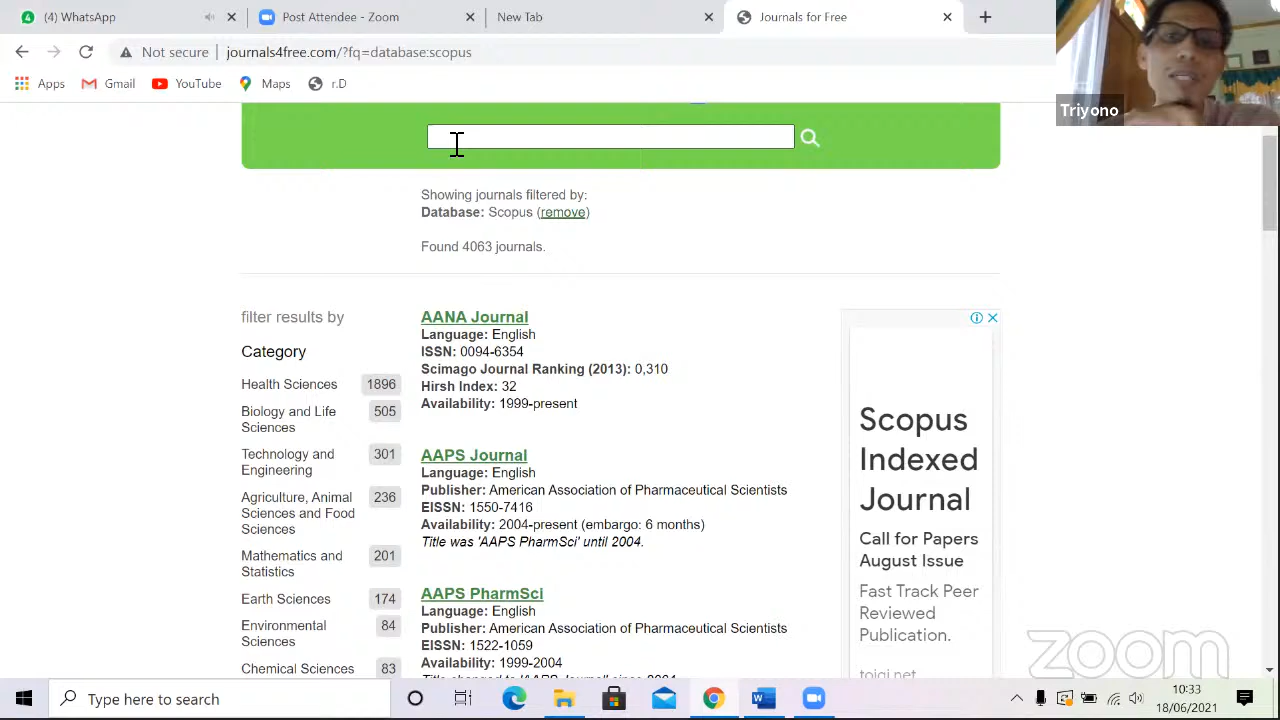 (4) WhatsApp
Post Attendee - Zoom
New Tab
Journals for Free
Not secure
journals4free.com/?fq=database:scopus
Apps
Gmail
YouTube
Maps
r.D
Triyono
Showing journals filtered by:
Database: Scopus (remove)
Found 4063 journals.
filter results by
Category
Health Sciences 1896
Biology and Life 505
Sciences
Technology and 301
Engineering
Agriculture, Animal 236
Sciences and Food
Sciences
Mathematics and 201
Statistics
Earth Sciences 174
Environmental 84
Sciences
Chemical Sciences 83
AANA Journal
Language: English
ISSN: 0094-6354
Scimago Journal Ranking (2013): 0,310
Hirsh Index: 32
Availability: 1999-present
AAPS Journal
Language: English
Publisher: American Association of Pharmaceutical Scientists
EISSN: 1550-7416
Availability: 2004-present (embargo: 6 months)
Title was 'AAPS PharmSci' until 2004.
AAPS PharmSci
Language: English
Publisher: American Association of Pharmaceutical Scientists
EISSN: 1522-1059
Availability: 1999-2004
Title changed to 'AAPS Journal' since 2004.
Scopus
Indexed
Journal
Call for Papers
August Issue
Fast Track Peer
Reviewed
Publication.
zoom
Type here to search
10:33
18/06/2021